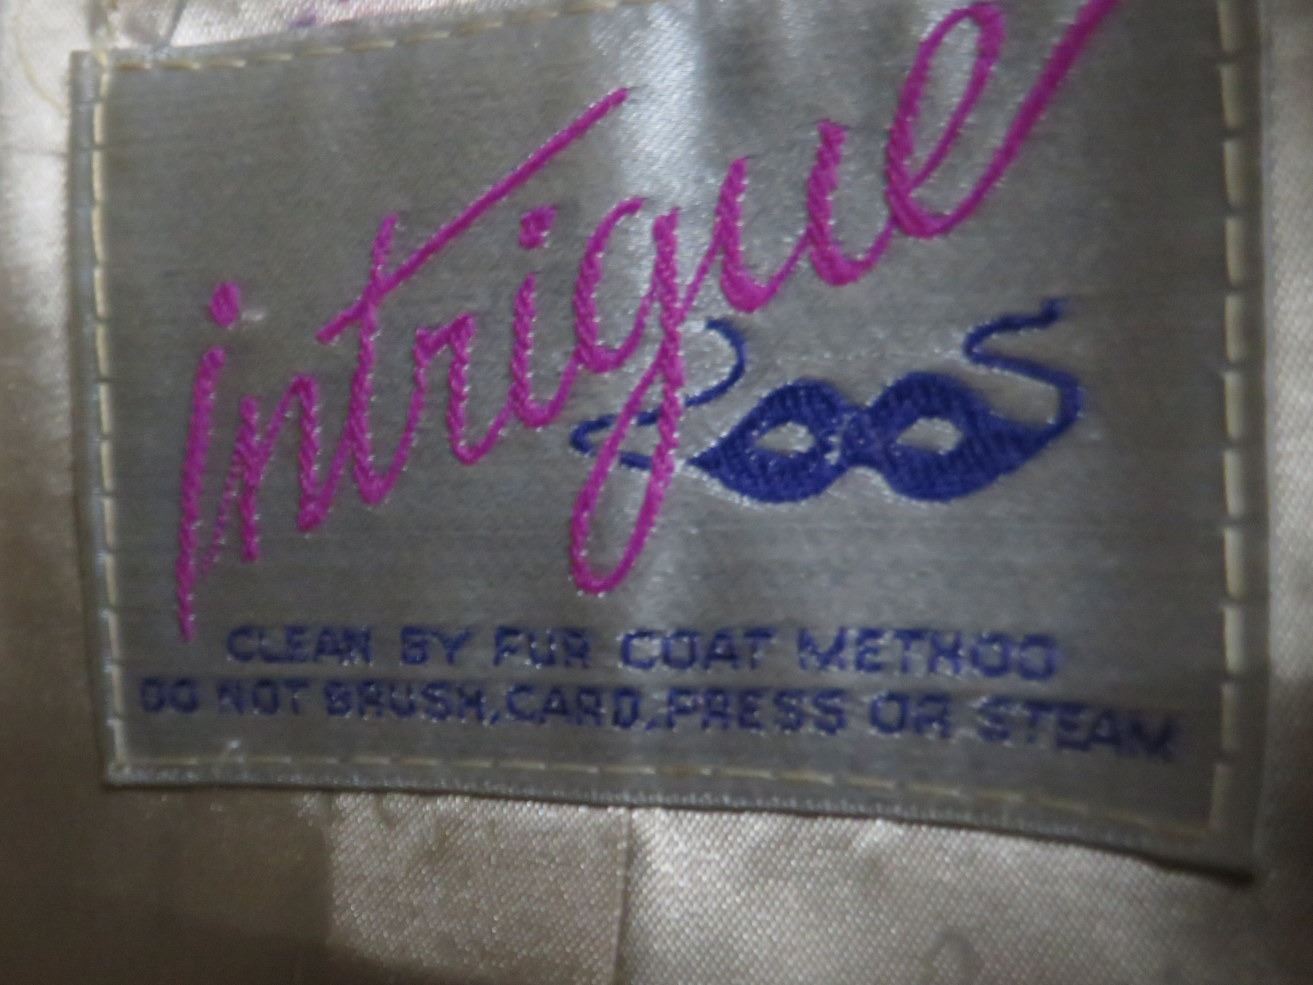 intrigue
CLEAN BY FUR COAT METHOD
DO NOT BRUSH, CARD, PRESS OR STEAM